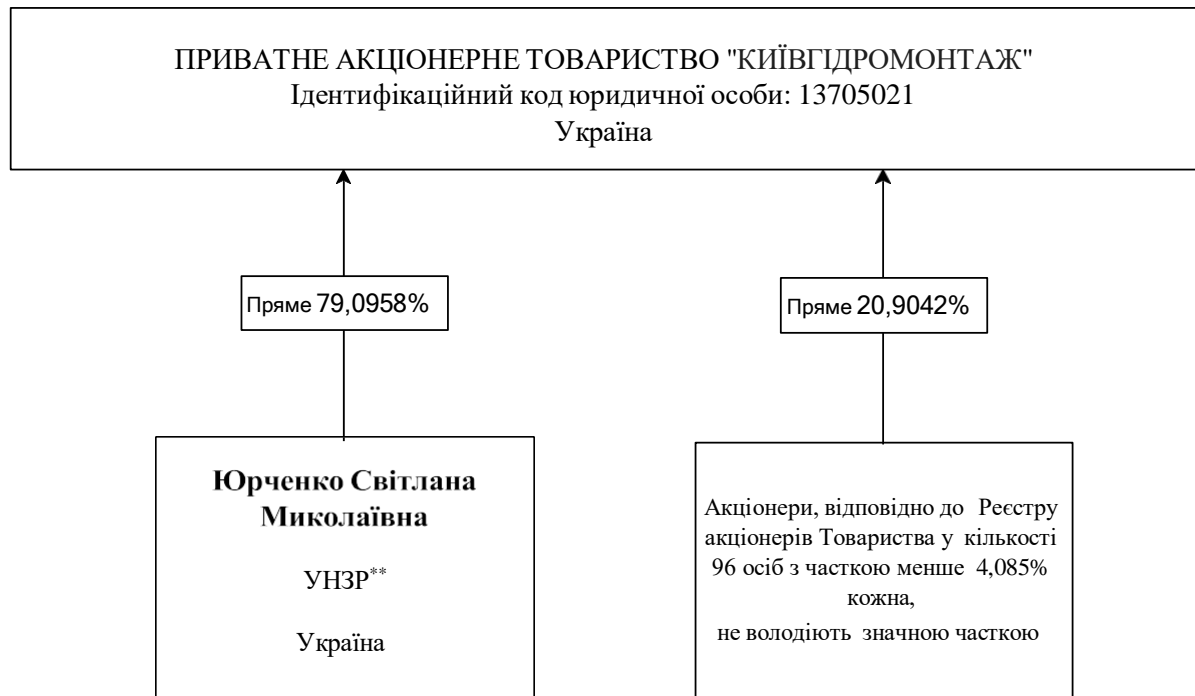 ПРИВАТНЕ АКЦІОНЕРНЕ ТОВАРИСТВО "КИЇВГІДРОМОНТАЖ"
Ідентифікаційний код юридичної особи: 13705021
Україна
Пряме 79,0958%
Пряме 20,9042%
Юрченко Світлана
Миколаївна
УНЗР**
Україна
Акціонери, відповідно до Реєстру
акціонерів Товариства у кількості
96 осіб з часткою менше 4,085%
кожна,
не володіють значною часткою